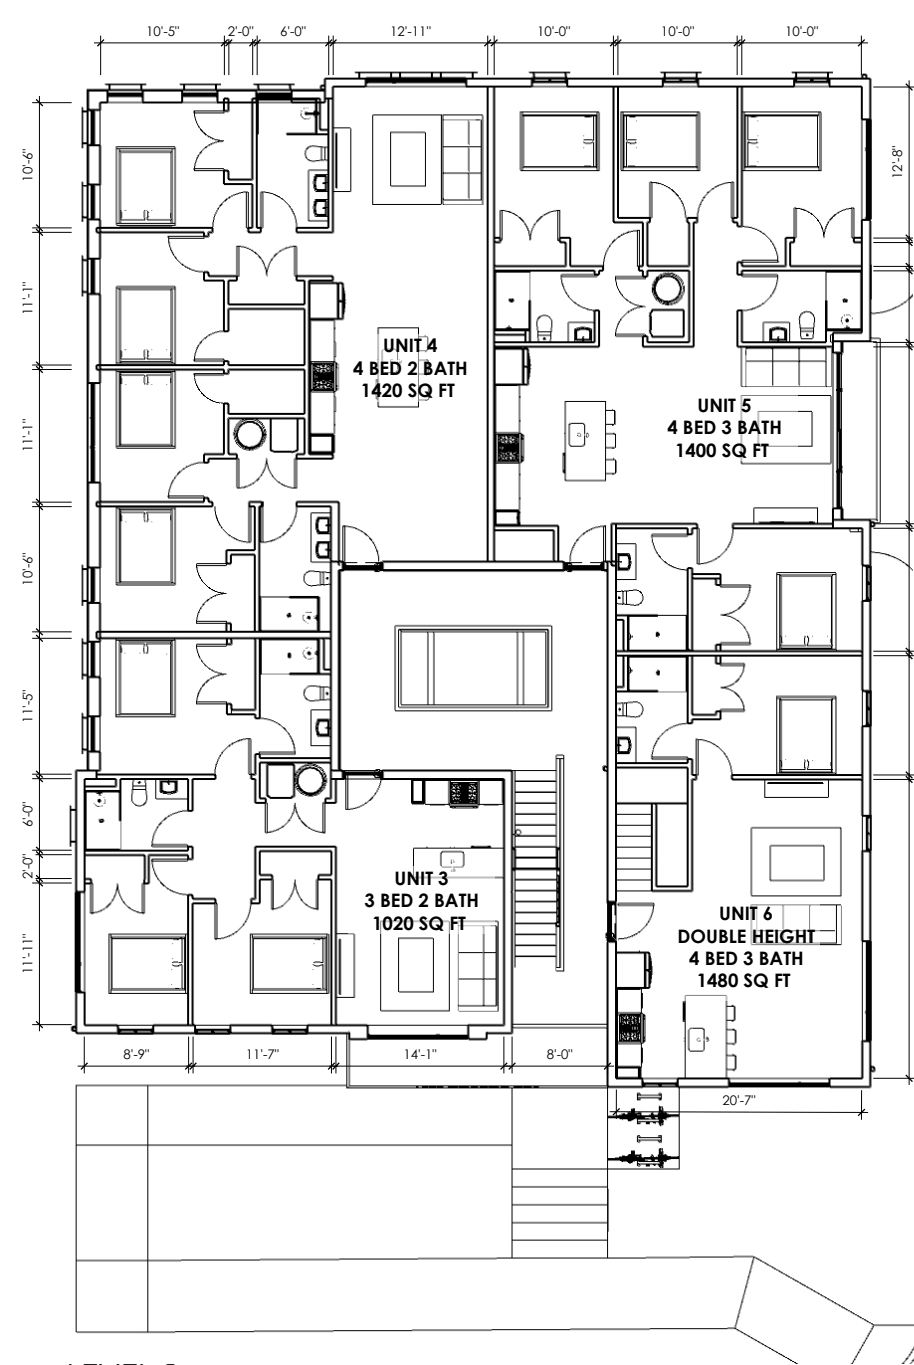 10'-5"
2'-0"
6'-0"
12'-11"
10'-0"
10'-0"
10'-0"
10'-6"
12'-8"
11'-1"
UNIT 4
4 BED 2 BATH
1420 SQ FT
UNIT 5
4 BED 3 BATH
1400 SQ FT
11'-1"
10'-6"
11'-5"
6'-0"
2'-0"
UNIT 3
3 BED 2 BATH
1020 SQ FT
UNIT 6
DOUBLE HEIGHT
4 BED 3 BATH
1480 SQ FT
11'-11"
8'-9"
11'-7"
14'-1"
8'-0"
20'-7"